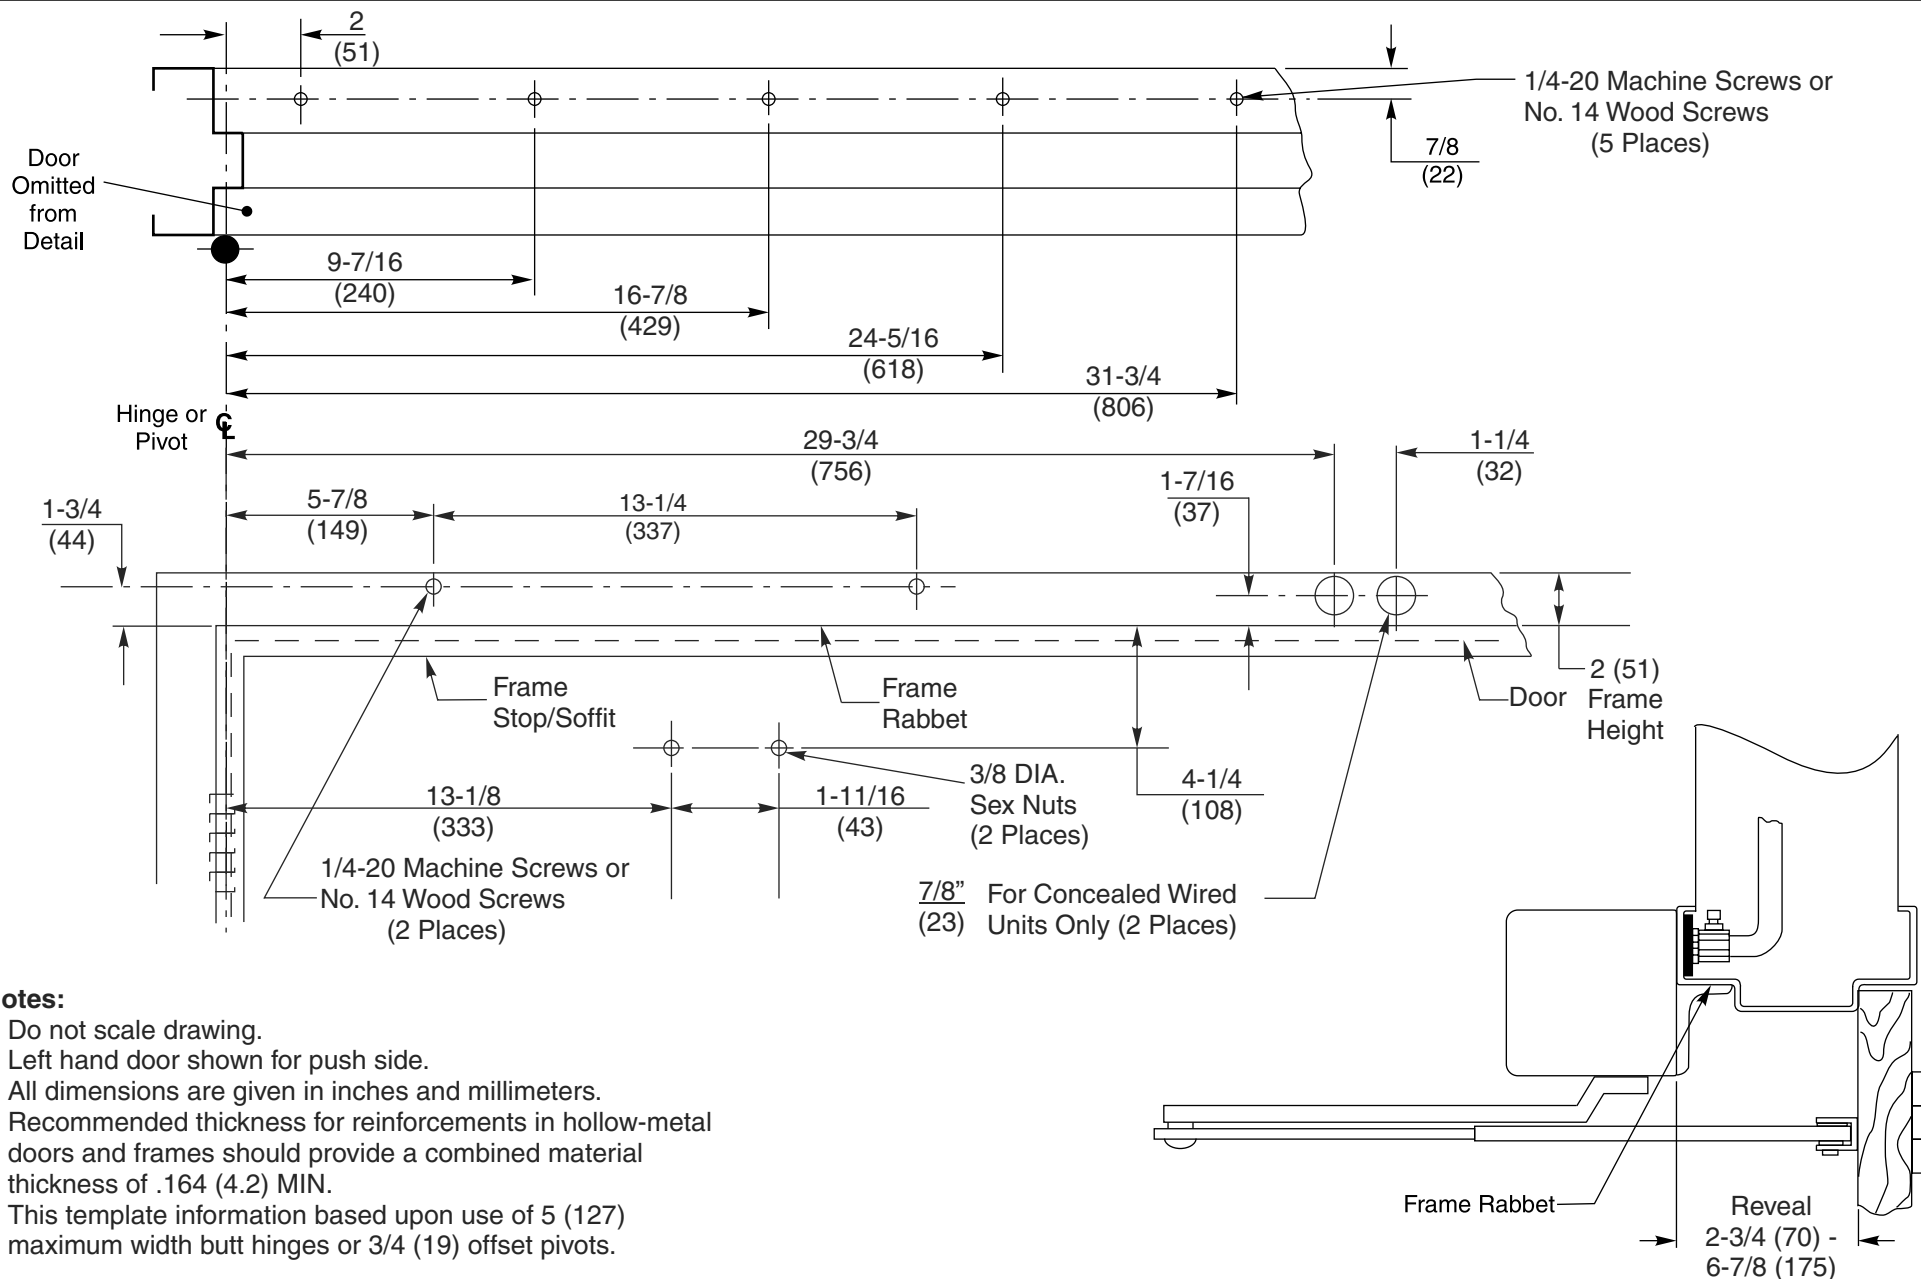 2
(51)
1/4-20 Machine Screws or
No. 14 Wood Screws
(5 Places)
7/8
(22)
Door
Omitted
from
Detail
9-7/16
(240)
16-7/8
(429)
24-5/16
(618)
31-3/4
(806)
Hinge or
Pivot
CL
29-3/4
(756)
1-1/4
(32)
1-7/16
(37)
1-3/4
(44)
5-7/8
(149)
13-1/4
(337)
Frame
Stop/Soffit
Frame
Rabbet
Door
2 (51)
Frame
Height
3/8 DIA.
Sex Nuts
(2 Places)
4-1/4
(108)
13-1/8
(333)
1-11/16
(43)
1/4-20 Machine Screws or
No. 14 Wood Screws
(2 Places)
7/8” For Concealed Wired
(23) Units Only (2 Places)
otes:
Do not scale drawing.
Left hand door shown for push side.
All dimensions are given in inches and millimeters.
Recommended thickness for reinforcements in hollow-metal
doors and frames should provide a combined material
thickness of .164 (4.2) MIN.
This template information based upon use of 5 (127)
maximum width butt hinges or 3/4 (19) offset pivots.
Frame Rabbet
Reveal
2-3/4 (70) -
6-7/8 (175)